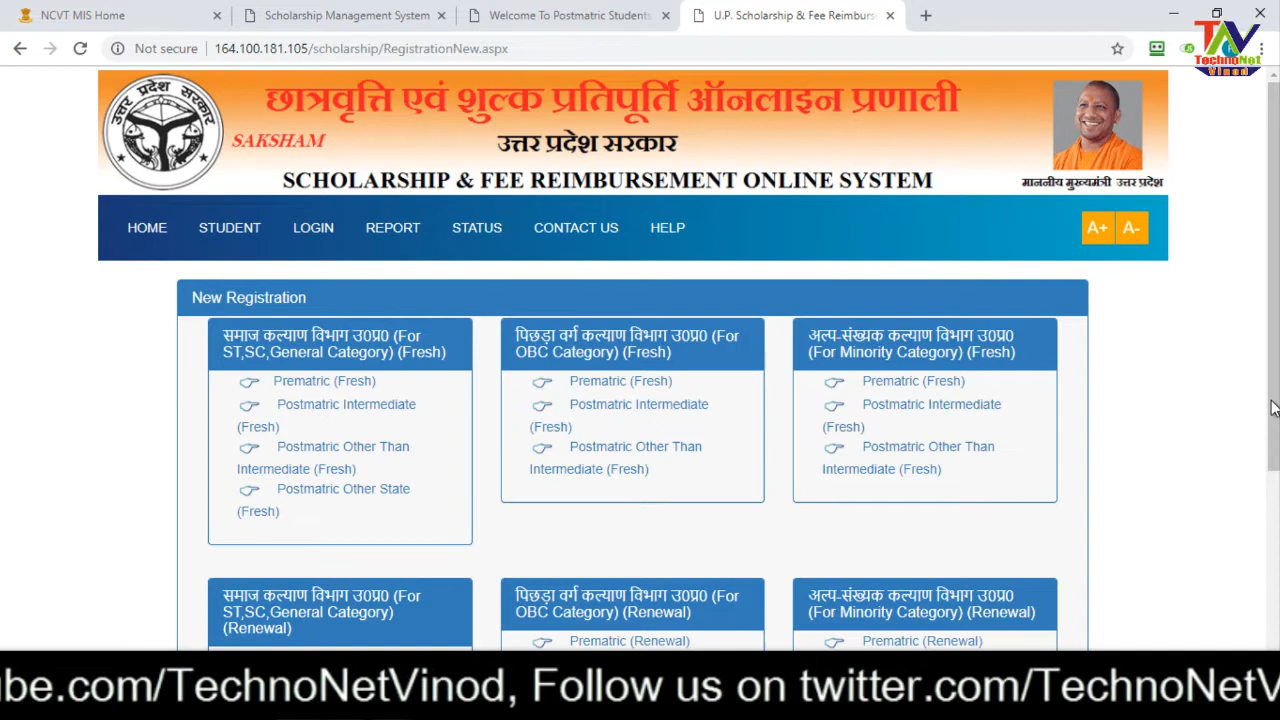 NCVT MIS Home
Scholarship Management System
Welcome To Postmatric Students
U.P. Scholarship & Fee Reimburs
Not secure
164.100.181.105/scholarship/RegistrationNew.aspx
TAV
TechnoNet
Vinod
उत्तर प्रदेश सरकार
छात्रवृत्ति एवं शुल्क प्रतिपूर्ति ऑनलाइन प्रणाली
SAKSHAM
उत्तर प्रदेश सरकार
SCHOLARSHIP & FEE REIMBURSEMENT ONLINE SYSTEM
माननीय मुख्यमंत्री उत्तर प्रदेश
HOME STUDENT LOGIN REPORT STATUS CONTACT US HELP A+ A-
New Registration
समाज कल्याण विभाग उ0प्र0 (For
ST,SC,General Category) (Fresh)
Prematric (Fresh)
Postmatric Intermediate
(Fresh)
Postmatric Other Than
Intermediate (Fresh)
Postmatric Other State
(Fresh)
पिछड़ा वर्ग कल्याण विभाग उ0प्र0 (For
OBC Category) (Fresh)
Prematric (Fresh)
Postmatric Intermediate
(Fresh)
Postmatric Other Than
Intermediate (Fresh)
अल्प-संख्यक कल्याण विभाग उ0प्र0
(For Minority Category) (Fresh)
Prematric (Fresh)
Postmatric Intermediate
(Fresh)
Postmatric Other Than
Intermediate (Fresh)
समाज कल्याण विभाग उ0प्र0 (For
ST,SC,General Category)
(Renewal)
पिछड़ा वर्ग कल्याण विभाग उ0प्र0 (For
OBC Category) (Renewal)
Prematric (Renewal)
अल्प-संख्यक कल्याण विभाग उ0प्र0
(For Minority Category) (Renewal)
Prematric (Renewal)
ube.com/TechnoNetVinod, Follow us on twitter.com/TechnoNetV